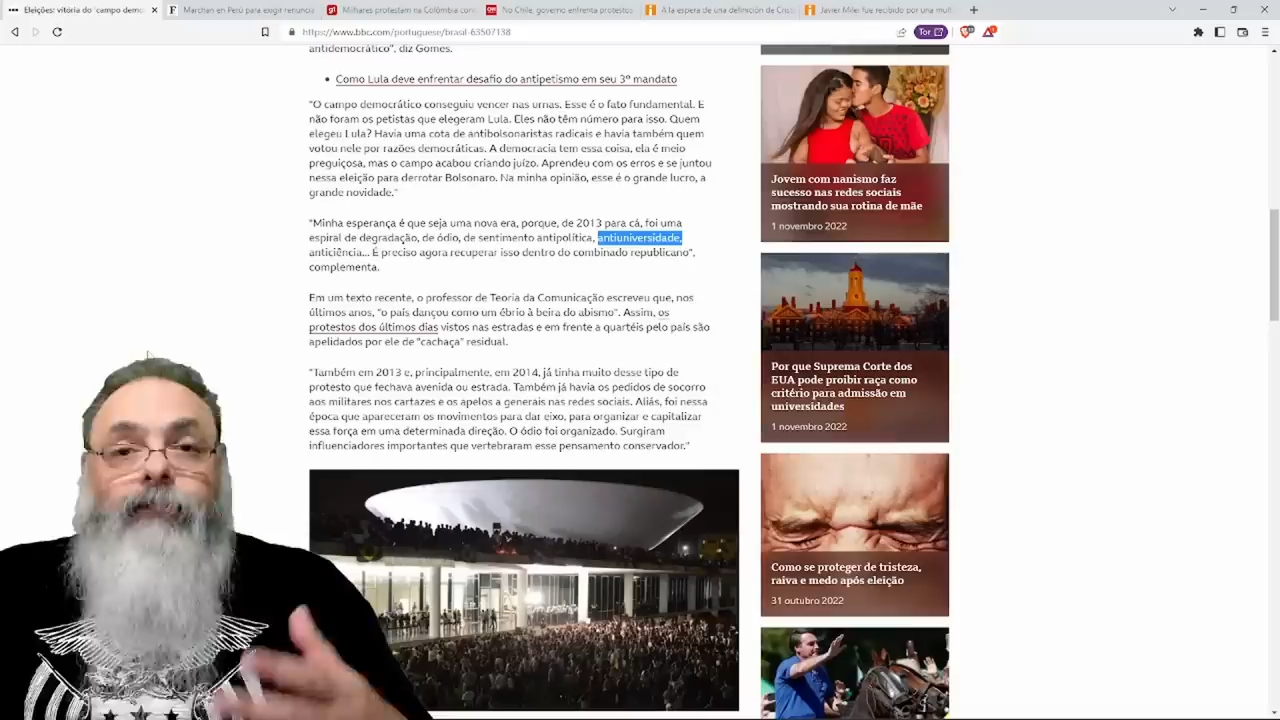 Eleições: vitória do 'campo demo
Marchan en Perú para exigir renuncia
Milhares protestam na Colômbia con
No Chile, governo enfrenta protestos
A la espera de una definición de Crist
Javier Milei fue recibido por una mult
https://www.bbc.com/portuguese/brasil-63507138
Tor
antidemocrático", diz Gomes.
Como Lula deve enfrentar desafio do antipetismo em seu 3º mandato
"O campo democrático conseguiu vencer nas urnas. Esse é o fato fundamental. E
não foram os petistas que elegeram Lula. Eles não têm número para isso. Quem
elegeu Lula? Havia uma cota de antibolsonaristas radicais e havia também quem
votou nele por razões democráticas. A democracia tem essa coisa, ela é meio
preguiçosa, mas o campo acabou criando juízo. Aprendeu com os erros e se juntou
nessa eleição para derrotar Bolsonaro. Na minha opinião, esse é o grande lucro, a
grande novidade."
"Minha esperança é que seja uma nova era, porque, de 2013 para cá, foi uma
espiral de degradação, de ódio, de sentimento antipolítica, antiuniversidade,
anticiência... É preciso agora recuperar isso dentro do combinado republicano",
complementa.
Em um texto recente, o professor de Teoria da Comunicação escreveu que, nos
últimos anos, "o país dançou como um ébrio à beira do abismo". Assim, os
protestos dos últimos dias vistos nas estradas e em frente a quartéis pelo país são
apelidados por ele de "cachaça" residual.
"Também em 2013 e, principalmente, em 2014, já tinha muito desse tipo de
protesto que fechava avenida ou estrada. Também já havia os pedidos de socorro
aos militares nos cartazes e os apelos a generais nas redes sociais. Aliás, foi nessa
época que apareceram os movimentos para dar eixo, para organizar e capitalizar
essa força em uma determinada direção. O ódio foi organizado. Surgiram
influenciadores importantes que vertebraram esse pensamento conservador."
Jovem com nanismo faz
sucesso nas redes sociais
mostrando sua rotina de mãe
1 novembro 2022
Por que Suprema Corte dos
EUA pode proibir raça como
critério para admissão em
universidades
1 novembro 2022
Como se proteger de tristeza,
raiva e medo após eleição
31 outubro 2022